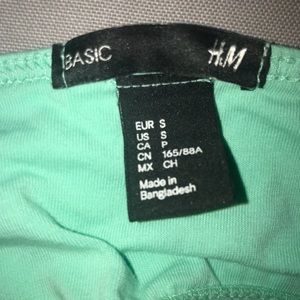 BASIC H&M
EUR S
US S
CA P
CN 165/88A
MX CH
Made in
Bangladesh